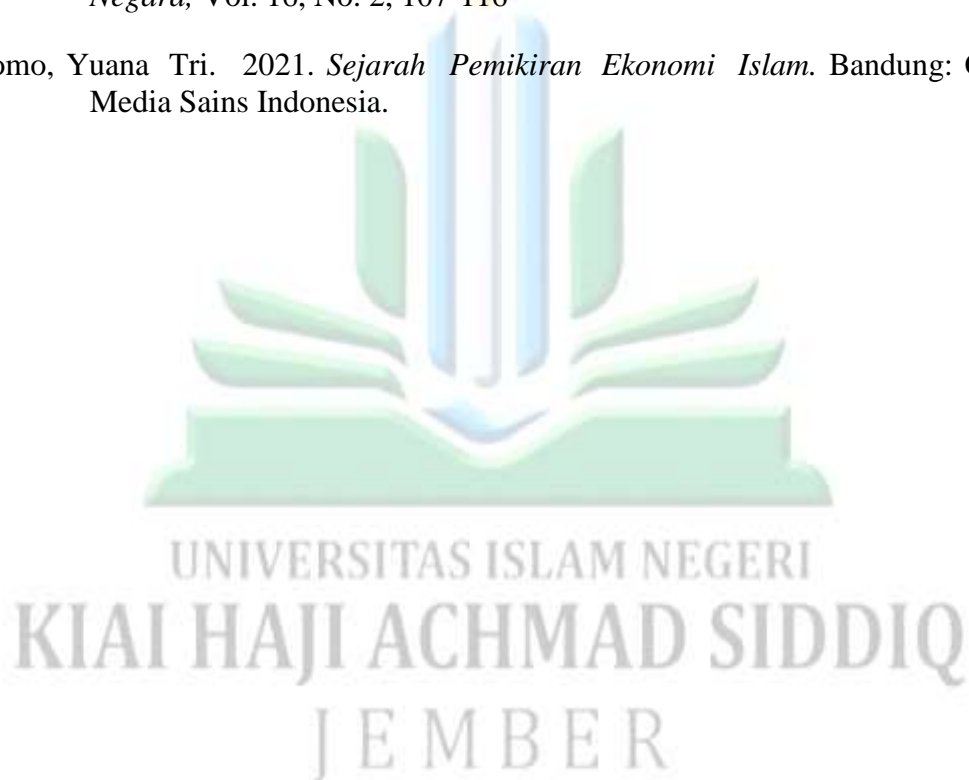 Negara, Vol. 16, No. 2, 107-116
omo, Yuana Tri. 2021. Sejarah Pemikiran Ekonomi Islam. Bandung:
Media Sains Indonesia.
UNIVERSITAS ISLAM NEGERI
KIAI HAJI ACHMAD SIDDIQ
JEMBER